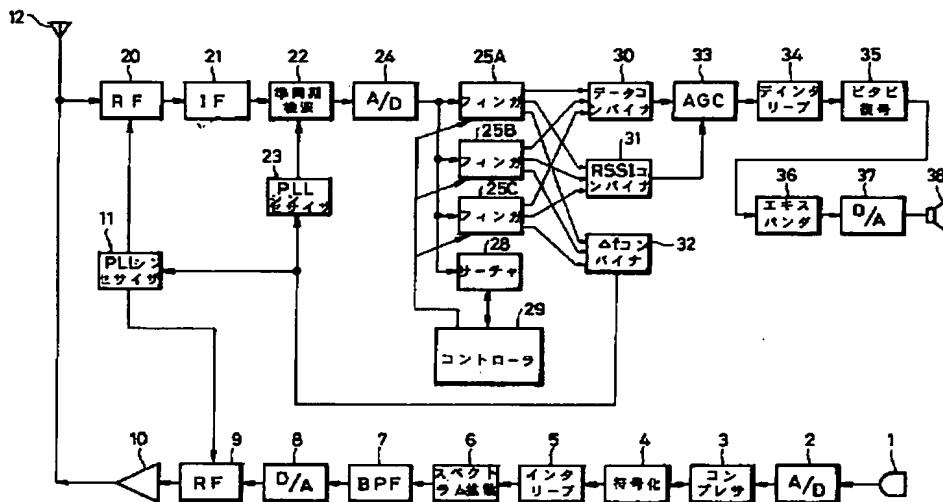 12
20
21
22
24
25A
30
33
34
35
RF
IF
準同期
検波
A/D
フィンガ
データコ
ンバイナ
AGC
デインタ
リーブ
ビタビ
復号
25B
フィンガ
31
RSSIコ
ンバイナ
23
PLL
シン
セサイザ
25C
フィンガ
36
37
38
エキス
パンダ
D/A
11
PLLシン
セサイザ
28
サーチャ
Δfコン
バイナ
32
29
コントローラ
10
9
8
7
6
5
4
3
2
1
RF
D/A
BPF
スペクト
ラム拡散
インタ
リーブ
符号化
コン
プレサ
A/D